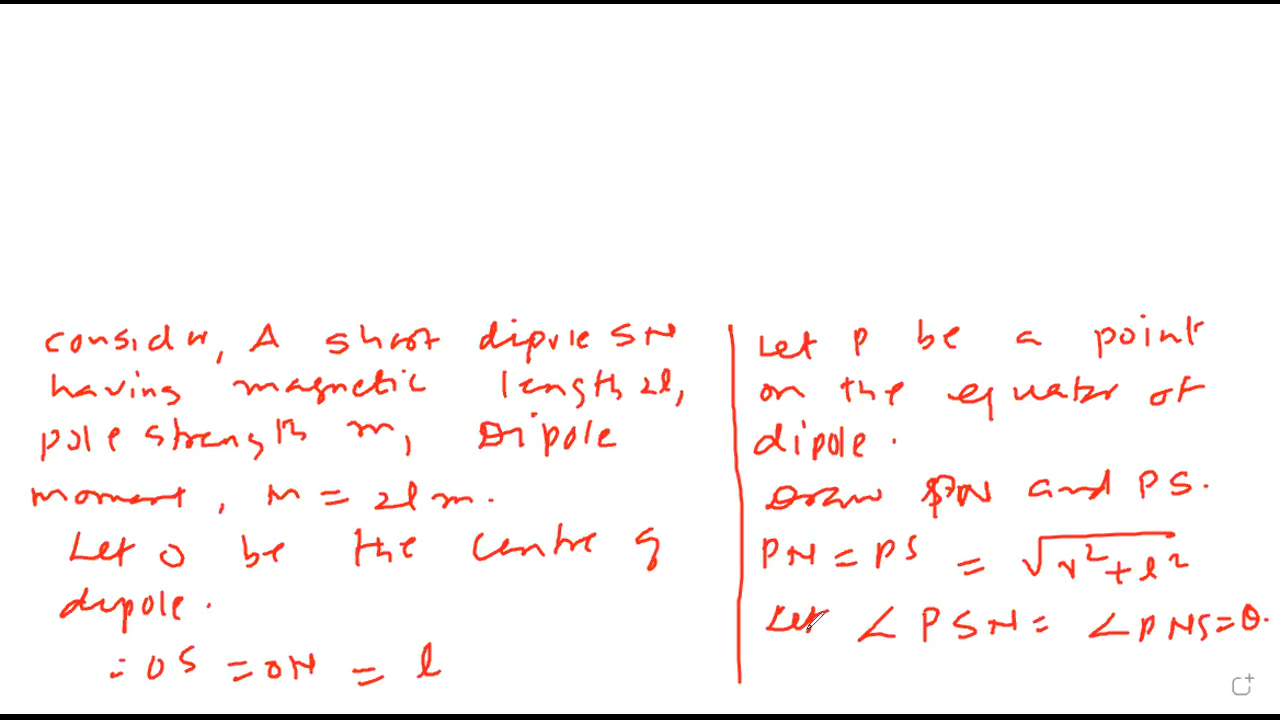 consider, A short dipole SN
having magnetic length 2l,
pole strength m, Dipole
moment, M = 2lm.
Let O be the centre of
dipole.
∴ OS = ON = l
Let P be a point
on the equator of
dipole.
Draw PN and PS.
PN = PS = √(r²+l²)
Let ∠PSN = ∠PNS = θ.